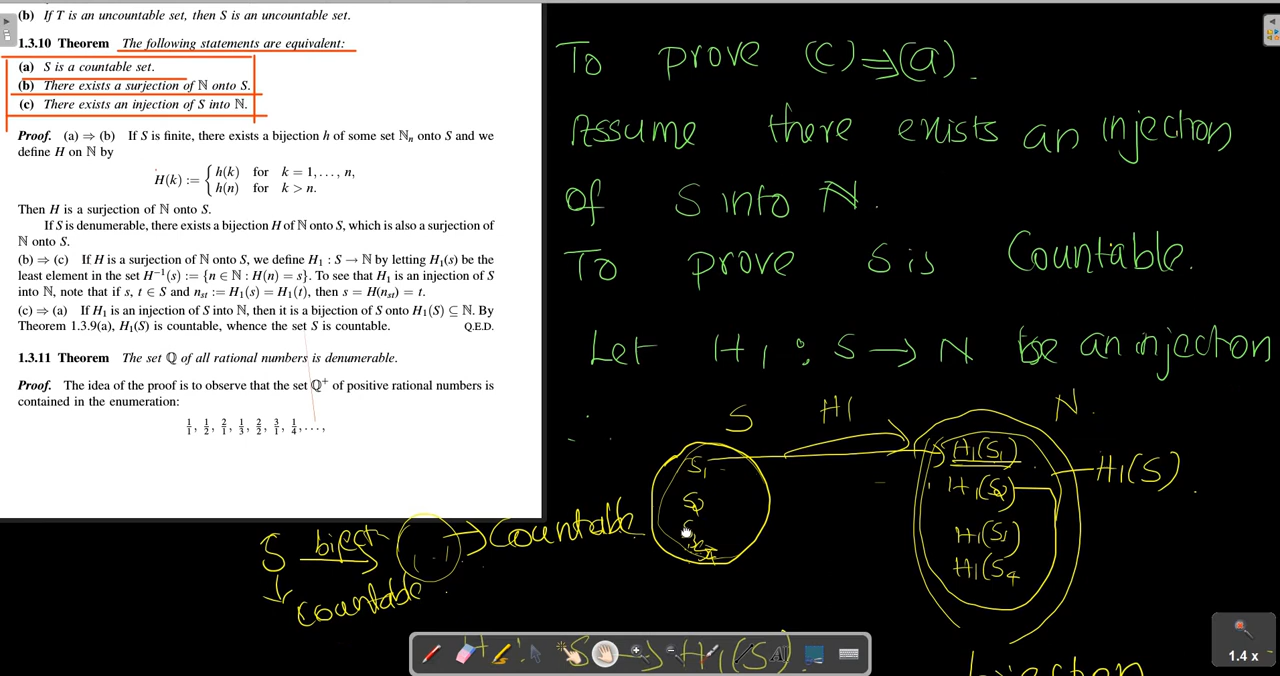 (b) If T is an uncountable set, then S is an uncountable set.
1.3.10 Theorem The following statements are equivalent:
(a) S is a countable set.
(b) There exists a surjection of ℕ onto S.
(c) There exists an injection of S into ℕ.
Proof. (a) ⇒ (b) If S is finite, there exists a bijection h of some set ℕₙ onto S and we
define H on ℕ by
H(k) := { h(k) for k = 1, . . . , n,
h(n) for k > n.
Then H is a surjection of ℕ onto S.
If S is denumerable, there exists a bijection H of ℕ onto S, which is also a surjection of
ℕ onto S.
(b) ⇒ (c) If H is a surjection of ℕ onto S, we define H₁ : S → ℕ by letting H₁(s) be the
least element in the set H⁻¹(s) := {n ∈ ℕ : H(n) = s}. To see that H₁ is an injection of S
into ℕ, note that if s, t ∈ S and nₛₜ := H₁(s) = H₁(t), then s = H(nₛₜ) = t.
(c) ⇒ (a) If H₁ is an injection of S into ℕ, then it is a bijection of S onto H₁(S) ⊆ ℕ. By
Theorem 1.3.9(a), H₁(S) is countable, whence the set S is countable. Q.E.D.
1.3.11 Theorem The set ℚ of all rational numbers is denumerable.
Proof. The idea of the proof is to observe that the set ℚ⁺ of positive rational numbers is
contained in the enumeration:
1/1, 1/2, 2/1, 1/3, 2/2, 3/1, 1/4, . . . ,
To prove (c)⇒(a).
Assume there exists an injection
of S into N.
To prove S is Countable.
Let H1 : S → N be an injection
S H1 N.
S1 H1(S1)
H1(S)
S2 H1(S2)
H1(S3)
H1(S4
S biject → Countable
↓
Countable
H1: S → H1(S)
bijection
1.4 x